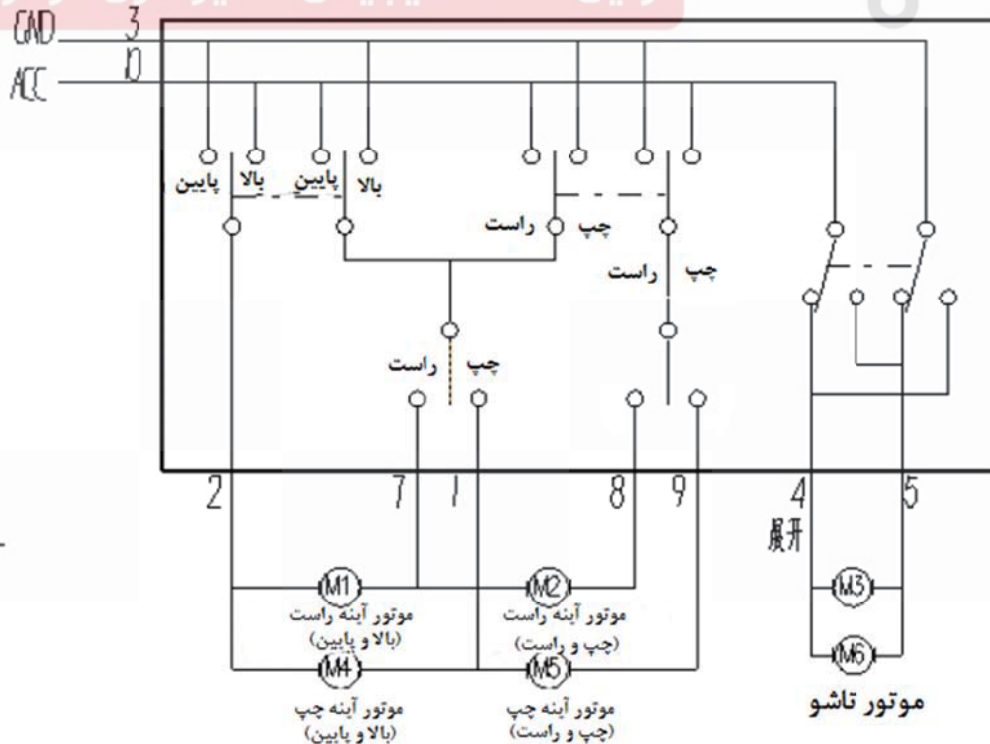 GND 3
ACC 10
پایین بالا پایین بالا
راست چپ
راست چپ
راست چپ
2 7 1 8 9 4 5
展开
M1 M2 M3
موتور آینه راست
(بالا و پایین)
موتور آینه راست
(چپ و راست)
M4 M5 M6
موتور آینه چپ
(بالا و پایین)
موتور آینه چپ
(چپ و راست)
موتور تاشو